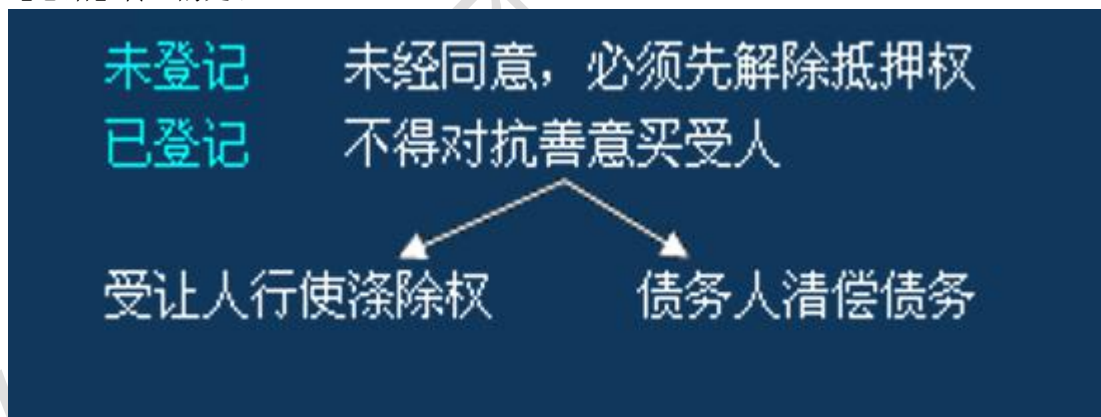 未登记 未经同意，必须先解除抵押权
已登记 不得对抗善意买受人
受让人行使涤除权 债务人清偿债务